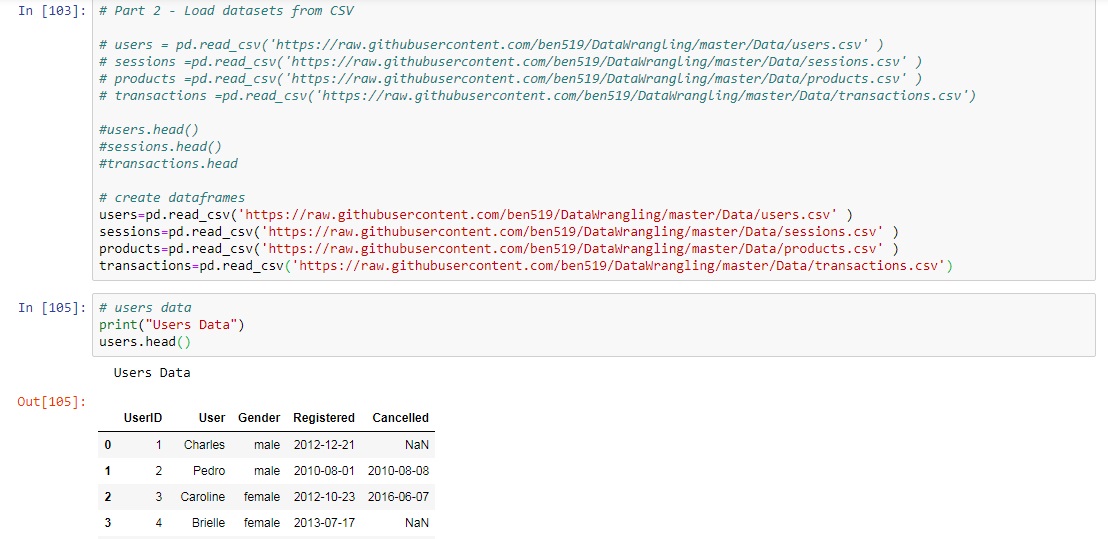 In [103]: # Part 2 - Load datasets from CSV
# users = pd.read_csv('https://raw.githubusercontent.com/ben519/DataWrangling/master/Data/users.csv' )
# sessions =pd.read_csv('https://raw.githubusercontent.com/ben519/DataWrangling/master/Data/sessions.csv' )
# products =pd.read_csv('https://raw.githubusercontent.com/ben519/DataWrangling/master/Data/products.csv' )
# transactions =pd.read_csv('https://raw.githubusercontent.com/ben519/DataWrangling/master/Data/transactions.csv')
#users.head()
#sessions.head()
#transactions.head
# create dataframes
users=pd.read_csv('https://raw.githubusercontent.com/ben519/DataWrangling/master/Data/users.csv' )
sessions=pd.read_csv('https://raw.githubusercontent.com/ben519/DataWrangling/master/Data/sessions.csv' )
products=pd.read_csv('https://raw.githubusercontent.com/ben519/DataWrangling/master/Data/products.csv' )
transactions=pd.read_csv('https://raw.githubusercontent.com/ben519/DataWrangling/master/Data/transactions.csv')
In [105]: # users data
print("Users Data")
users.head()
Users Data
Out[105]:
UserID User Gender Registered Cancelled
0 1 Charles male 2012-12-21 NaN
1 2 Pedro male 2010-08-01 2010-08-08
2 3 Caroline female 2012-10-23 2016-06-07
3 4 Brielle female 2013-07-17 NaN